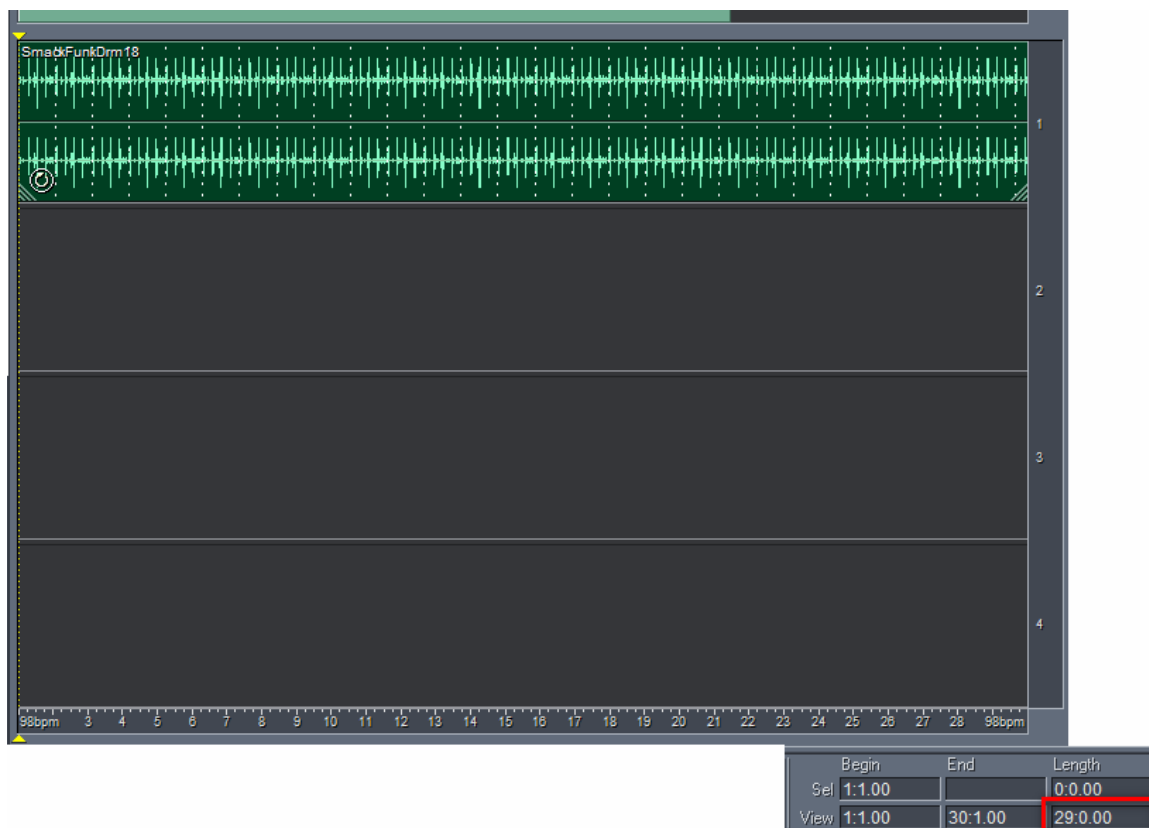 SmackFunkDrm18
1
2
3
4
98bpm 3 4 5 6 7 8 9 10 11 12 13 14 15 16 17 18 19 20 21 22 23 24 25 26 27 28 98bpm
Begin End Length
Sel 1:1.00 0:0.00
View 1:1.00 30:1.00 29:0.00